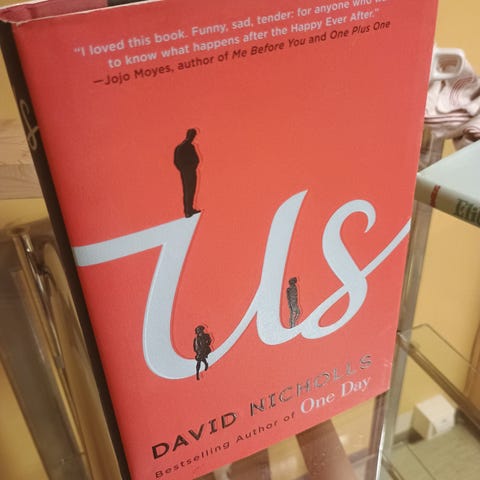 "I loved this book. Funny, sad, tender: for anyone who
to know what happens after the Happy Ever After."
—Jojo Moyes, author of Me Before You and One Plus One
Us
DAVID NICHOLLS
Bestselling Author of One Day